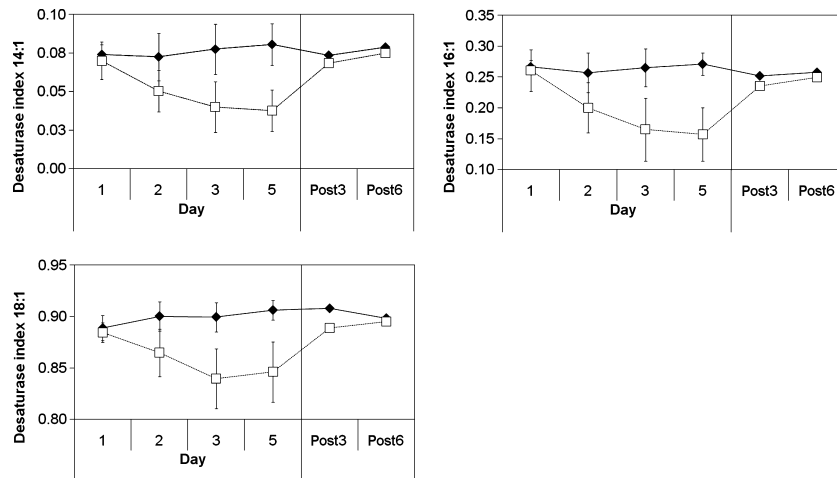 Desaturase index 14:1
0.10
0.08
0.05
0.03
0.00
1 2 3 5 Post3 Post6
Day
Desaturase index 16:1
0.35
0.30
0.25
0.20
0.15
0.10
1 2 3 5 Post3 Post6
Day
Desaturase index 18:1
0.95
0.90
0.85
0.80
1 2 3 5 Post3 Post6
Day